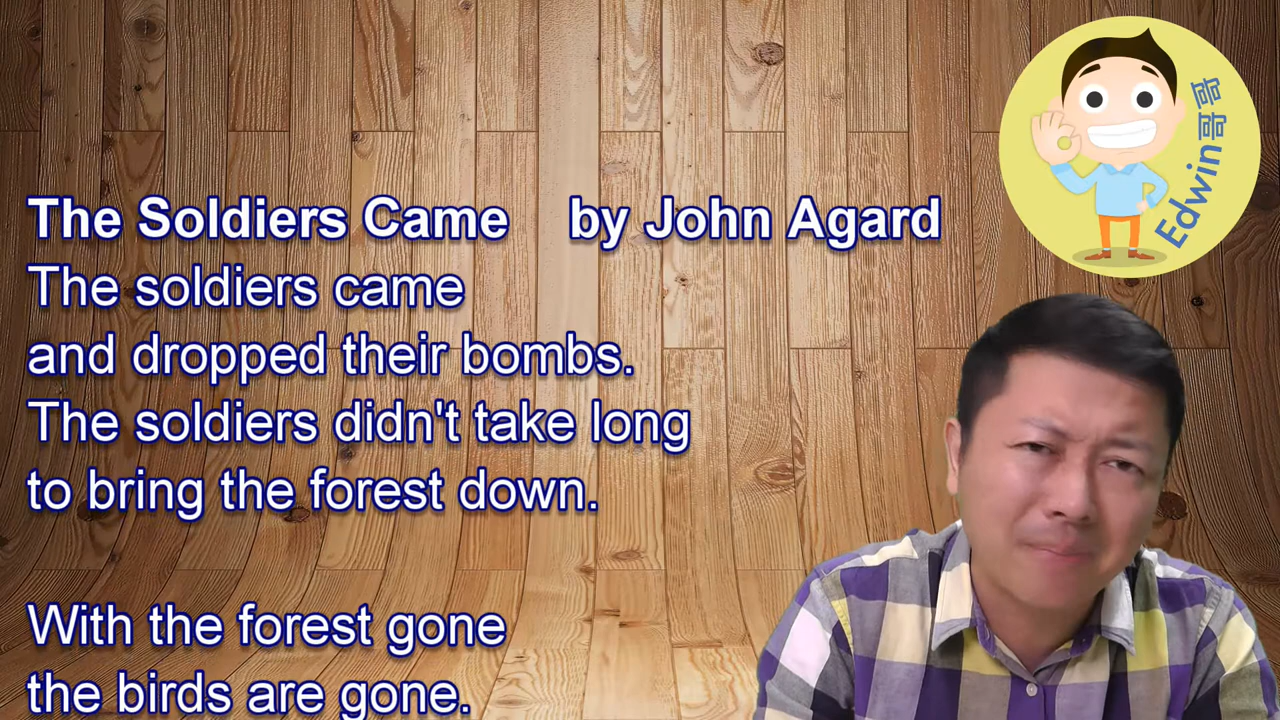 The Soldiers Came by John Agard
The soldiers came
and dropped their bombs.
The soldiers didn't take long
to bring the forest down.
With the forest gone
the birds are gone.
Edwin哥哥